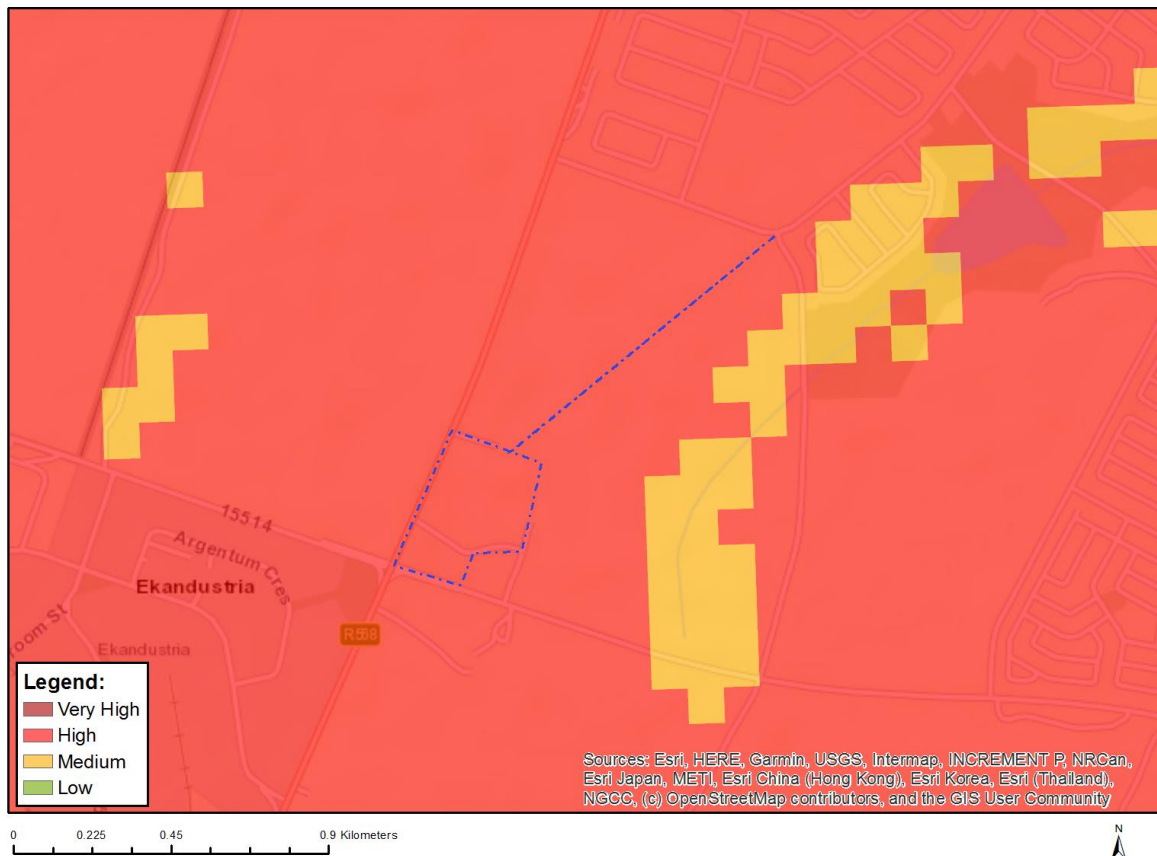 15514
Argentum Cres
Ekandustria
room St
R568
Ekandustria
Legend:
Very High
High
Medium
Low
Sources: Esri, HERE, Garmin, USGS, Intermap, INCREMENT P, NRCan,
Esri Japan, METI, Esri China (Hong Kong), Esri Korea, Esri (Thailand),
NGCC, (c) OpenStreetMap contributors, and the GIS User Community
0 0.225 0.45 0.9 Kilometers
N